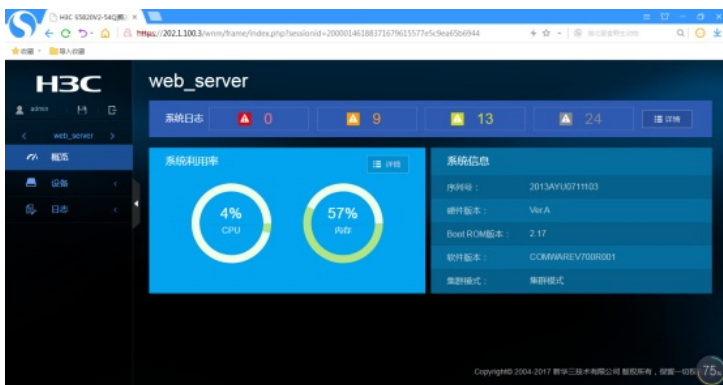 H3C S5820V2-54Q
https://202.1.100.3/wnm/frame/index.php?sessionid=
收藏
导入收藏
H3C
web_server
admin
web_server
系统日志 0 9 13 24 详情
概览
设备
日志
系统利用率 详情
4%
CPU
57%
内存
系统信息
序列号：
2013AYU0711103
硬件版本：
Ver.A
Boot ROM版本：
2.17
软件版本：
COMWAREV700R001
集群模式：
集群模式
Copyright© 2004-2017 新华三技术有限公司 版权所有，保留一切
75